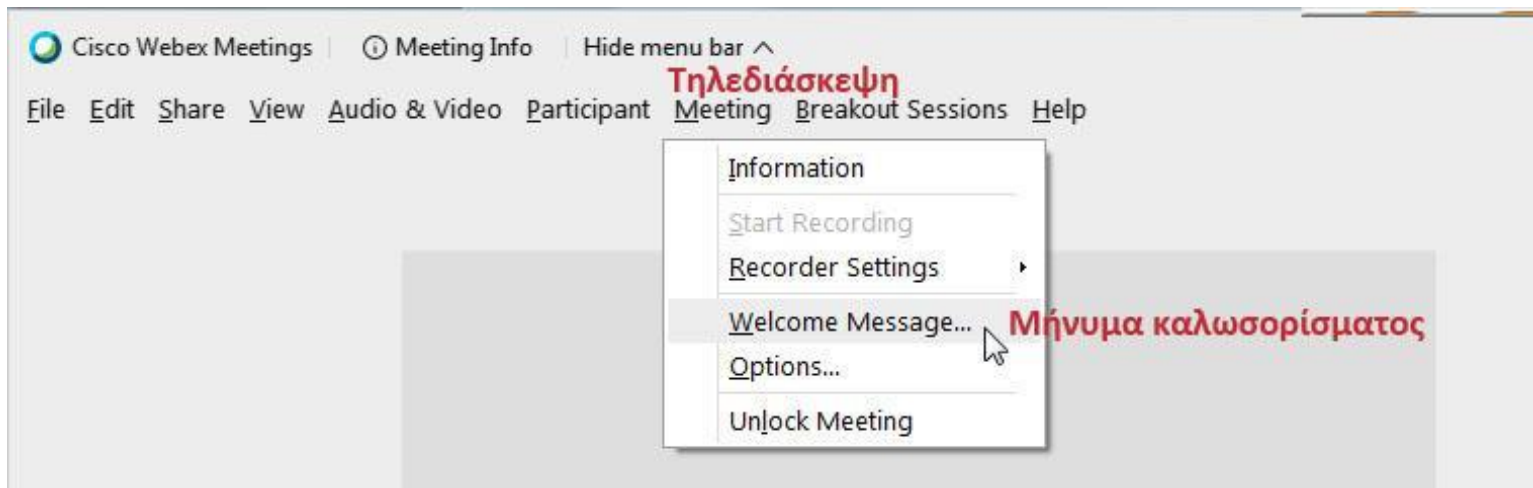 Cisco Webex Meetings Meeting Info Hide menu bar
Τηλεδιάσκεψη
File Edit Share View Audio & Video Participant Meeting Breakout Sessions Help
Information
Start Recording
Recorder Settings
Welcome Message... Μήνυμα καλωσορίσματος
Options...
Unlock Meeting